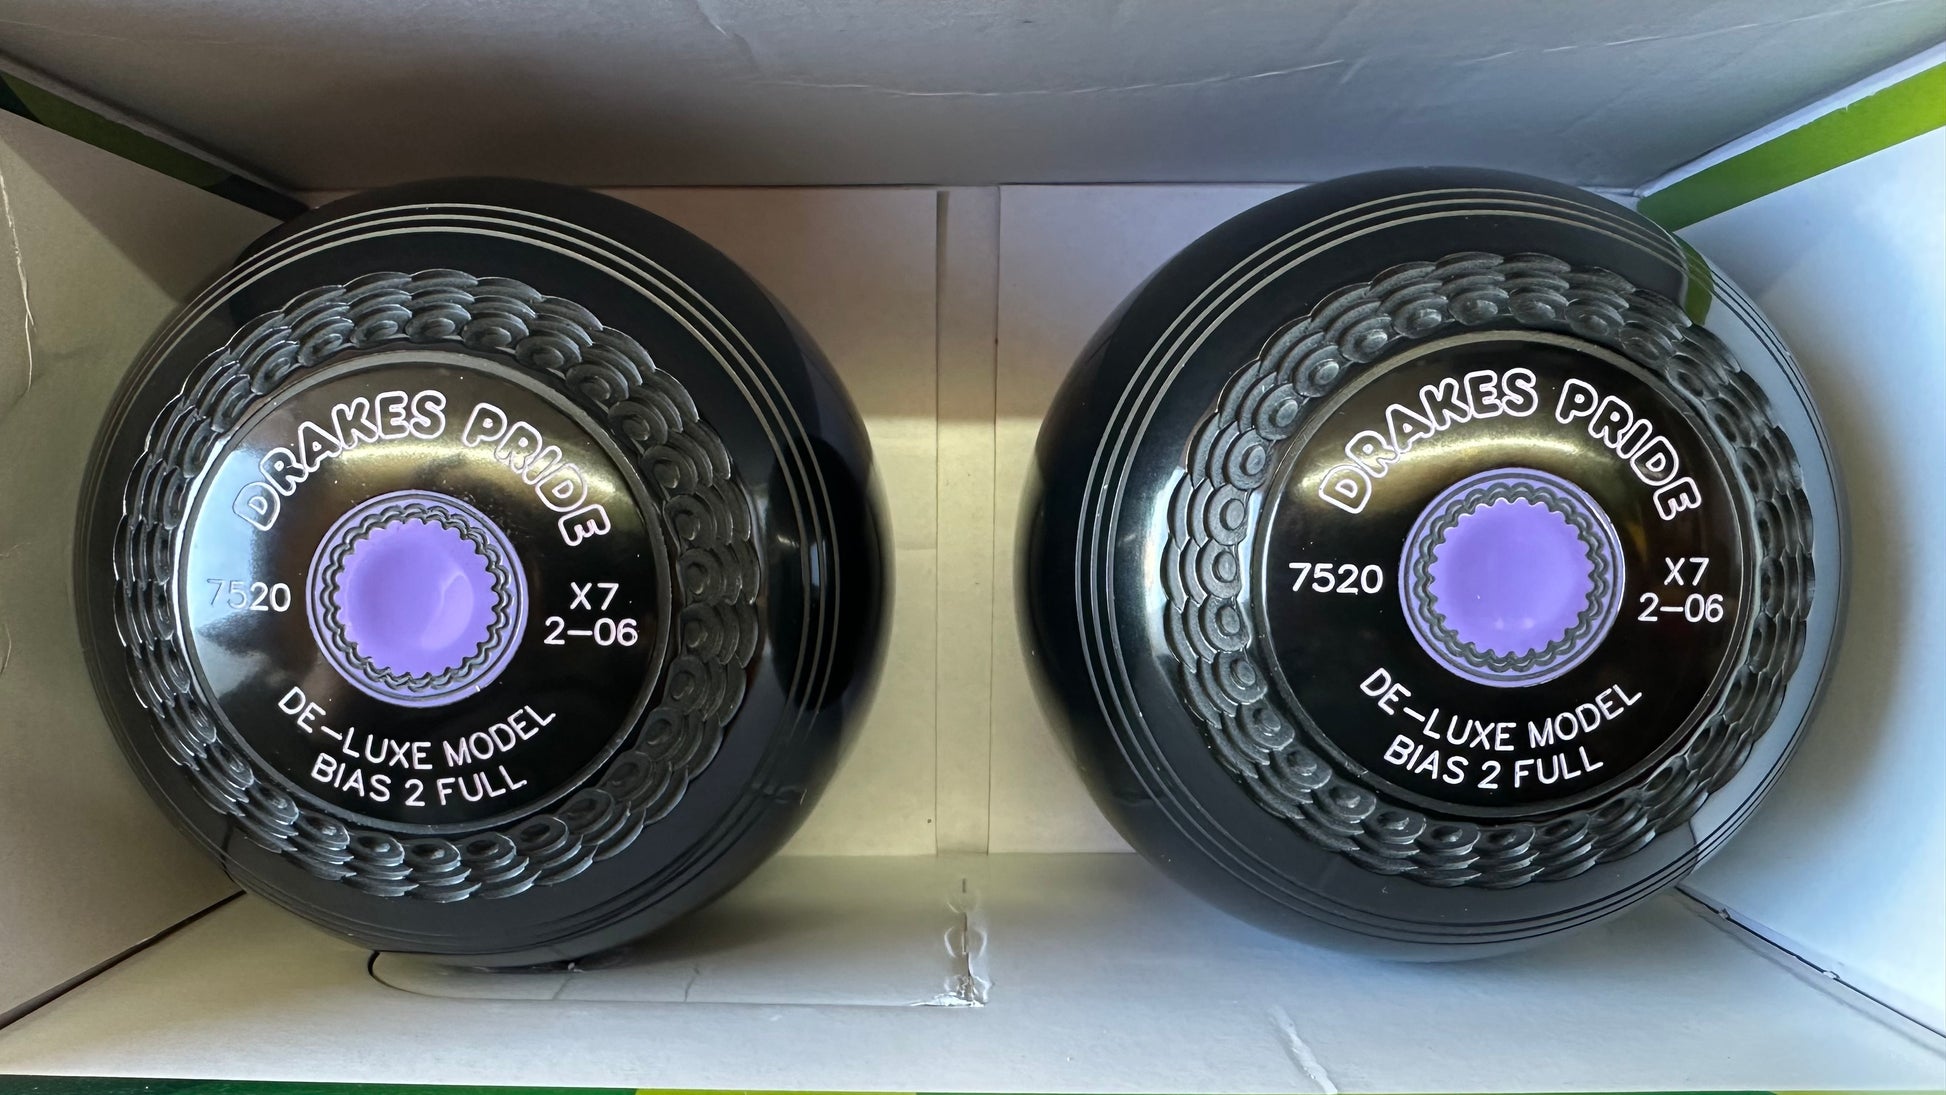 DRAKES PRIDE
7520
X7
2-06
DE-LUXE MODEL
BIAS 2 FULL
DRAKES PRIDE
7520
X7
2-06
DE-LUXE MODEL
BIAS 2 FULL